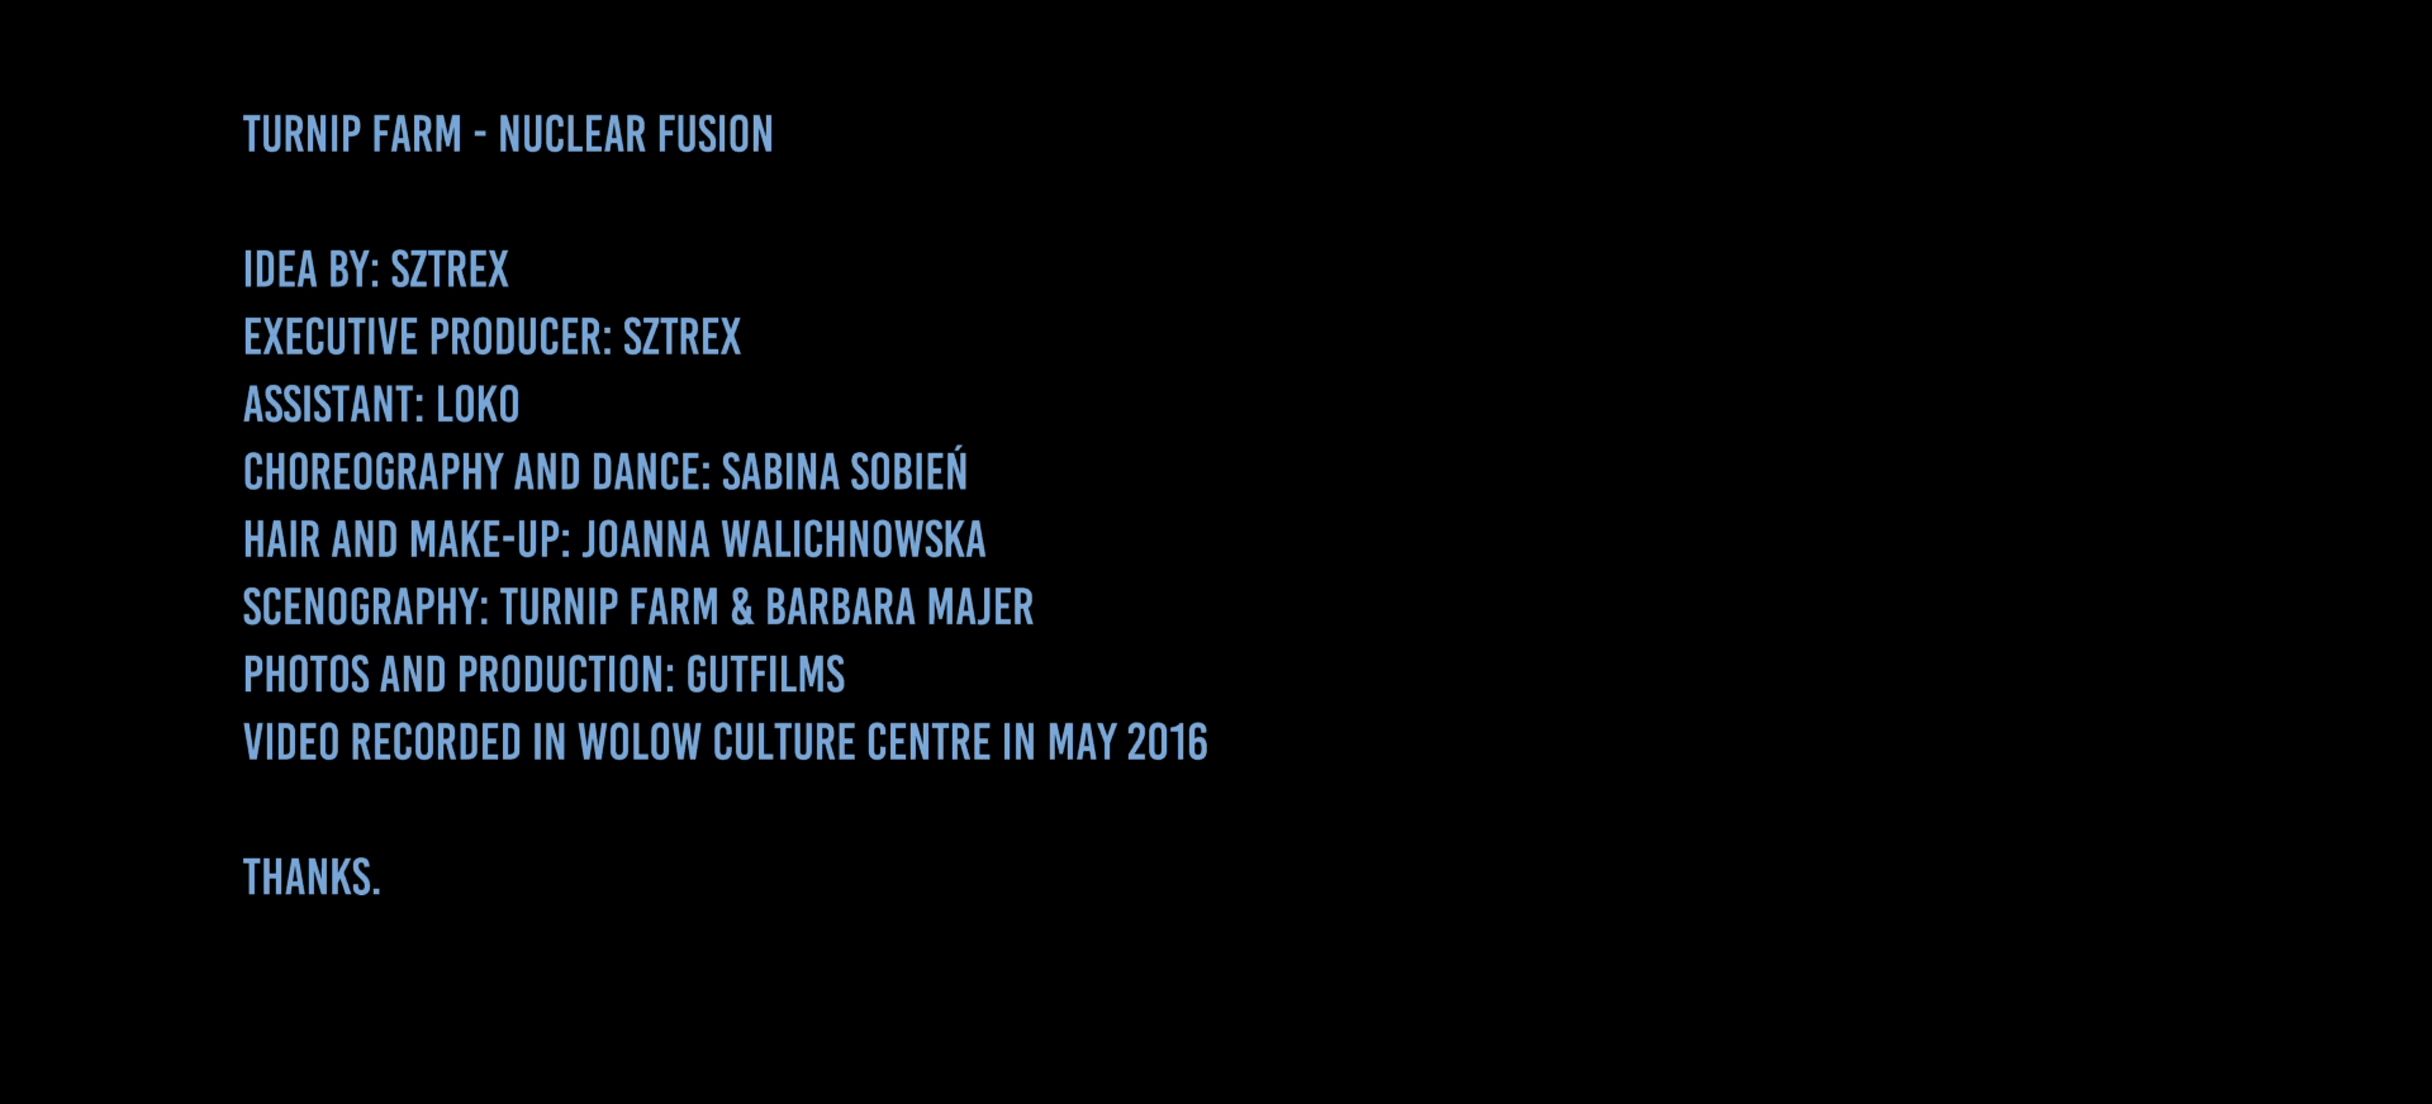 TURNIP FARM - NUCLEAR FUSION
IDEA BY: SZTREX
EXECUTIVE PRODUCER: SZTREX
ASSISTANT: LOKO
CHOREOGRAPHY AND DANCE: SABINA SOBIEŃ
HAIR AND MAKE-UP: JOANNA WALICHNOWSKA
SCENOGRAPHY: TURNIP FARM & BARBARA MAJER
PHOTOS AND PRODUCTION: GUTFILMS
VIDEO RECORDED IN WOLOW CULTURE CENTRE IN MAY 2016
THANKS.